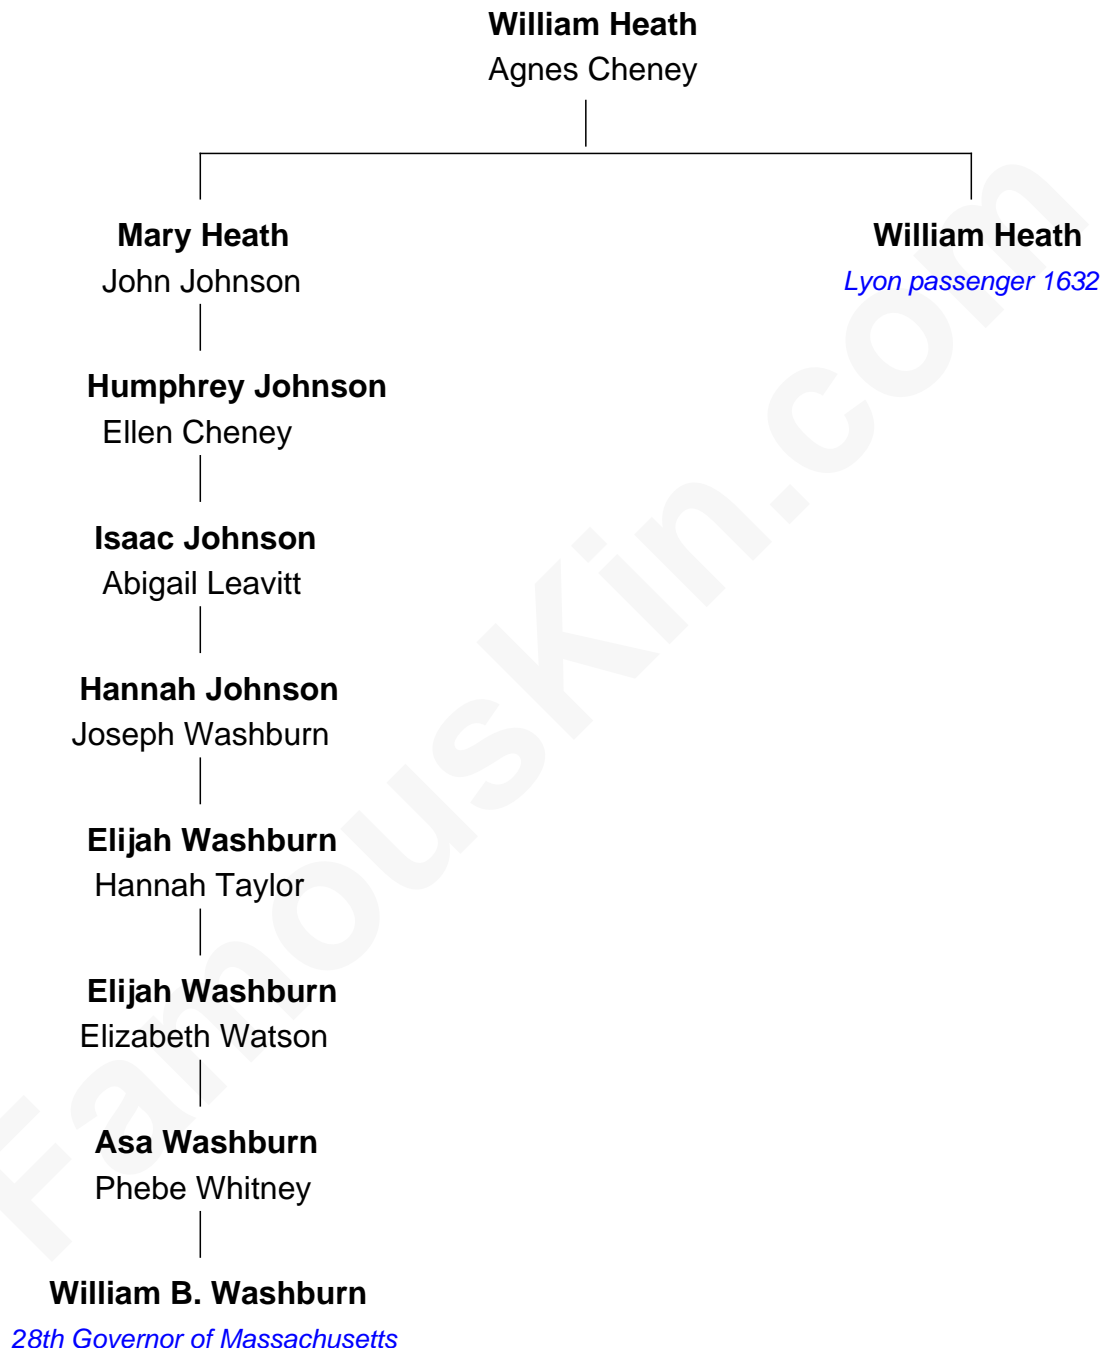 William Heath
Agnes Cheney
Mary Heath
William Heath
John Johnson
Lyon passenger 1632
Humphrey Johnson
Ellen Cheney
Isaac Johnson
Abigail Leavitt
Hannah Johnson
Joseph Washburn
Elijah Washburn
Hannah Taylor
Elijah Washburn
Elizabeth Watson
Asa Washburn
Phebe Whitney
William B. Washburn
28th Governor of Massachusetts
FamousKin.com